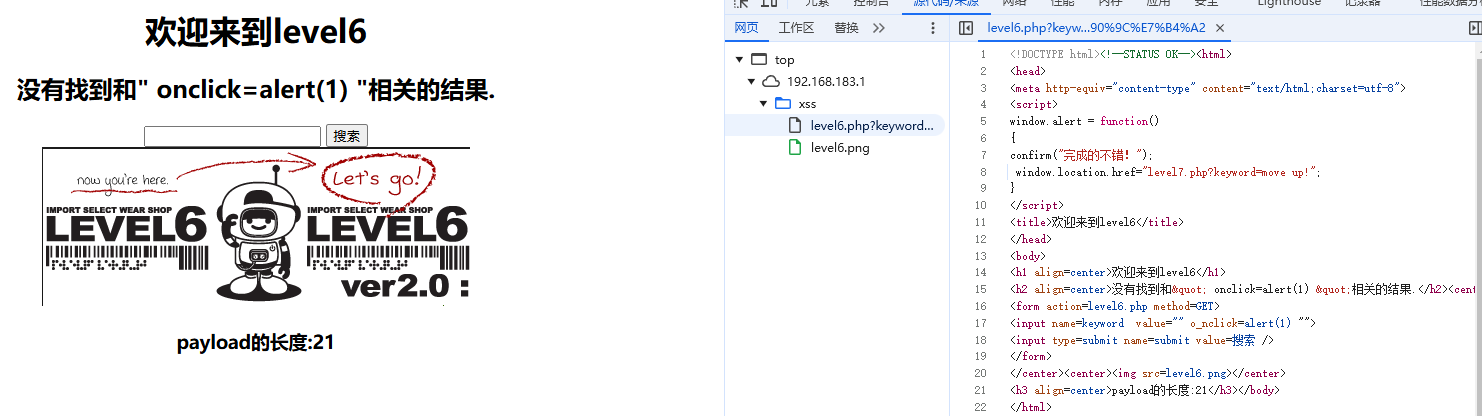 欢迎来到level6
没有找到和" onclick=alert(1) "相关的结果.
搜索
now you're here.
Let's go!
IMPORT SELECT WEAR SHOP
LEVEL6
IMPORT SELECT WEAR SHOP
LEVEL6
ver2.0 :
payload的长度:21
元素 控制台 源代码/来源 网络 性能 内存 应用 安全 Lighthouse 记录器
网页 工作区 替换
top
192.168.183.1
xss
level6.php?keyword...
level6.png
level6.php?keyw...90%9C%E7%B4%A2
1 <!DOCTYPE html><!--STATUS OK--><html>
2 <head>
3 <meta http-equiv="content-type" content="text/html;charset=utf-8">
4 <script>
5 window.alert = function()
6 {
7 confirm("完成的不错！");
8 window.location.href="level7.php?keyword=move up!";
9 }
10 </script>
11 <title>欢迎来到level6</title>
12 </head>
13 <body>
14 <h1 align=center>欢迎来到level6</h1>
15 <h2 align=center>没有找到和&quot; onclick=alert(1) &quot;相关的结果.</h2><cent
16 <form action=level6.php method=GET>
17 <input name=keyword  value="" o_nclick=alert(1) "">
18 <input type=submit name=submit value=搜索 />
19 </form>
20 </center><center><img src=level6.png></center>
21 <h3 align=center>payload的长度:21</h3></body>
22 </html>